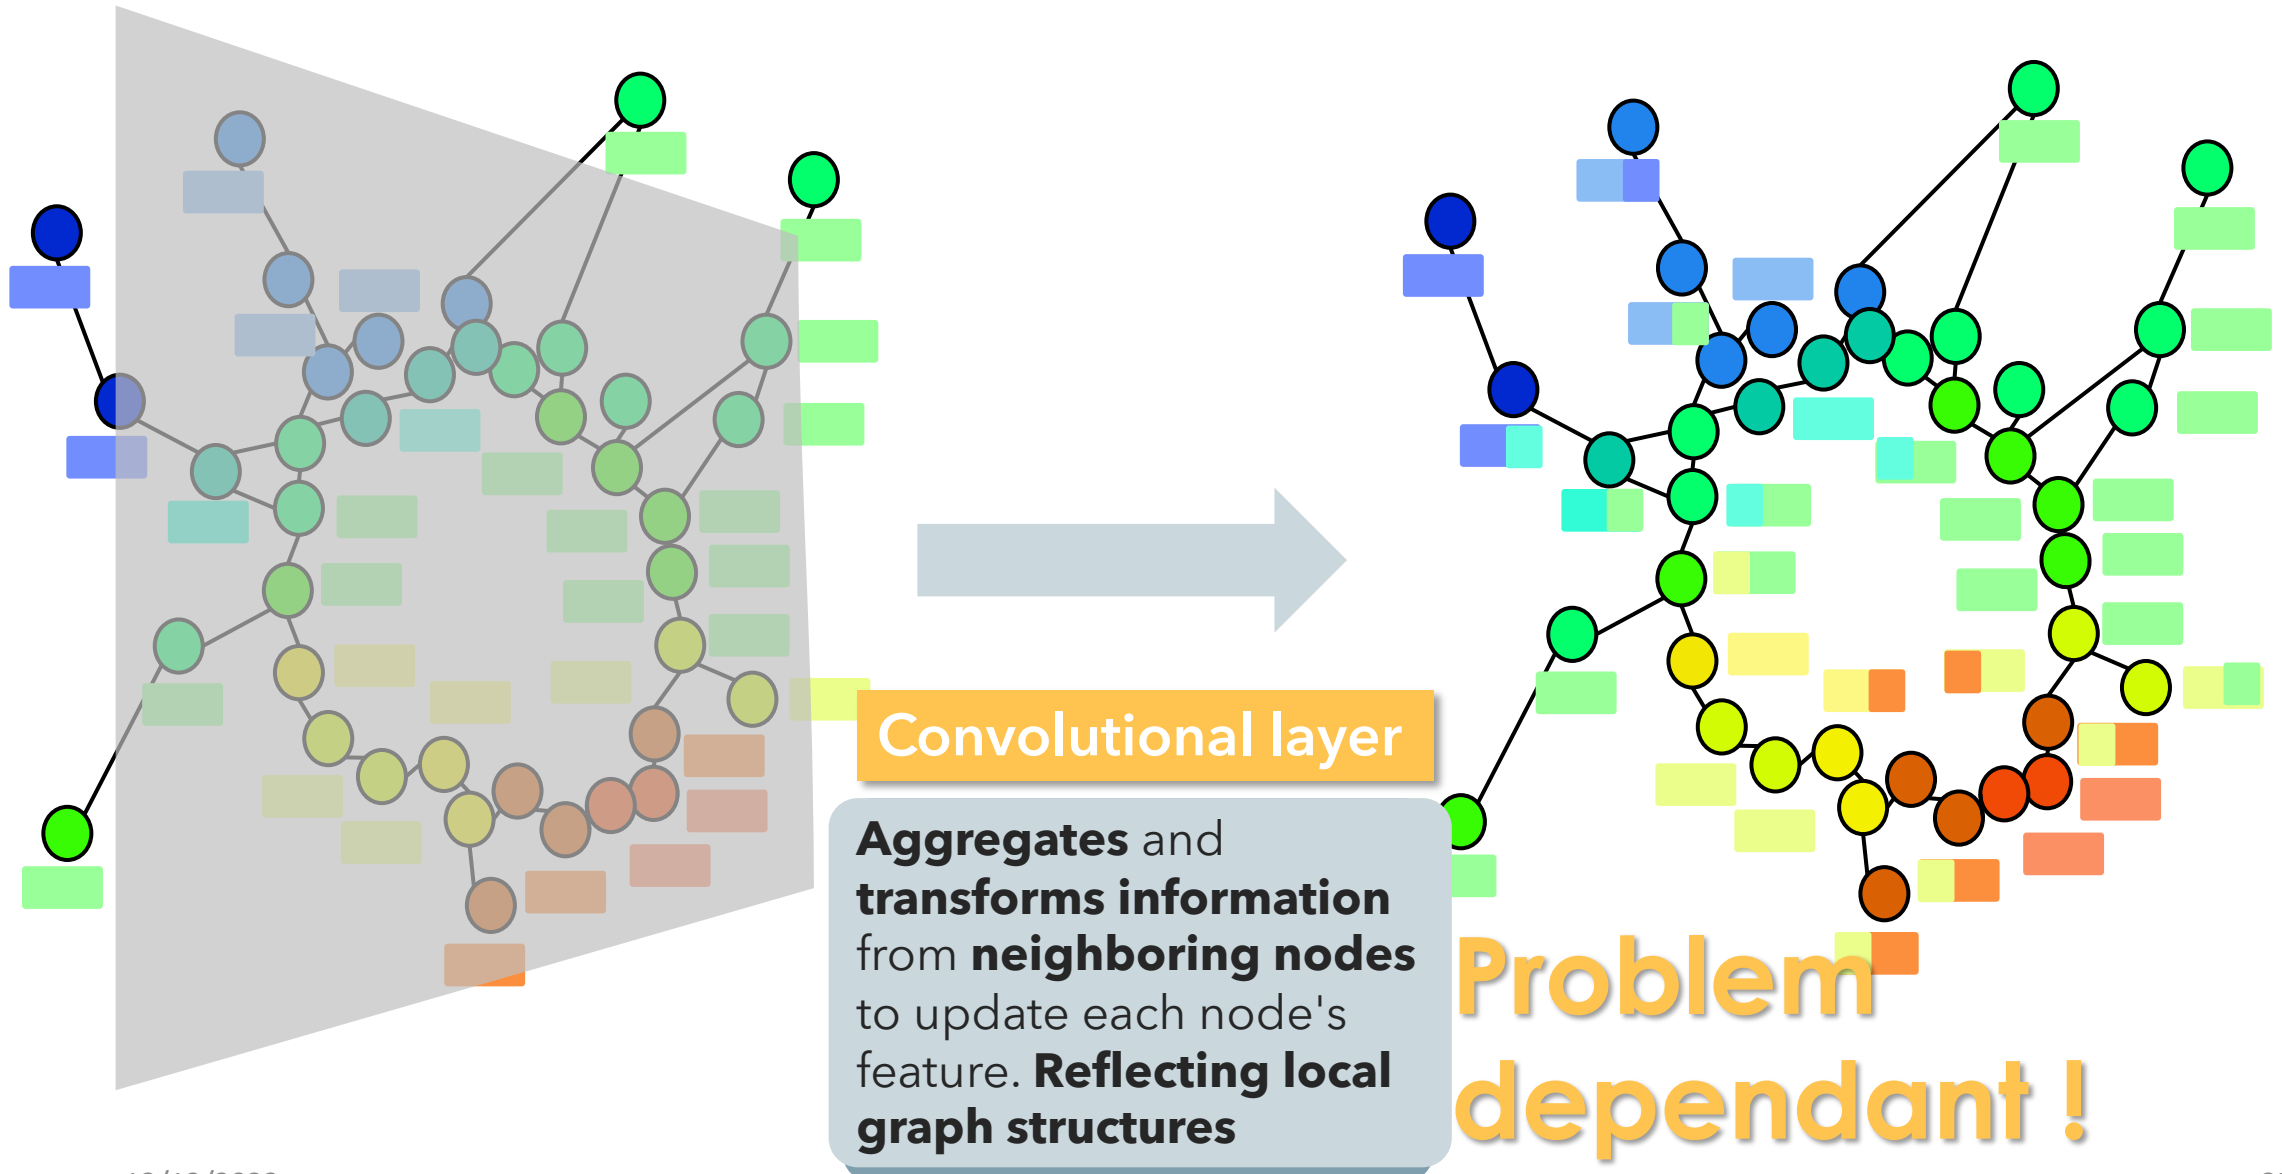 Convolutional layer
Aggregates and
transforms information
from neighboring nodes
to update each node's
feature. Reflecting local
graph structures
Problem
dependant !